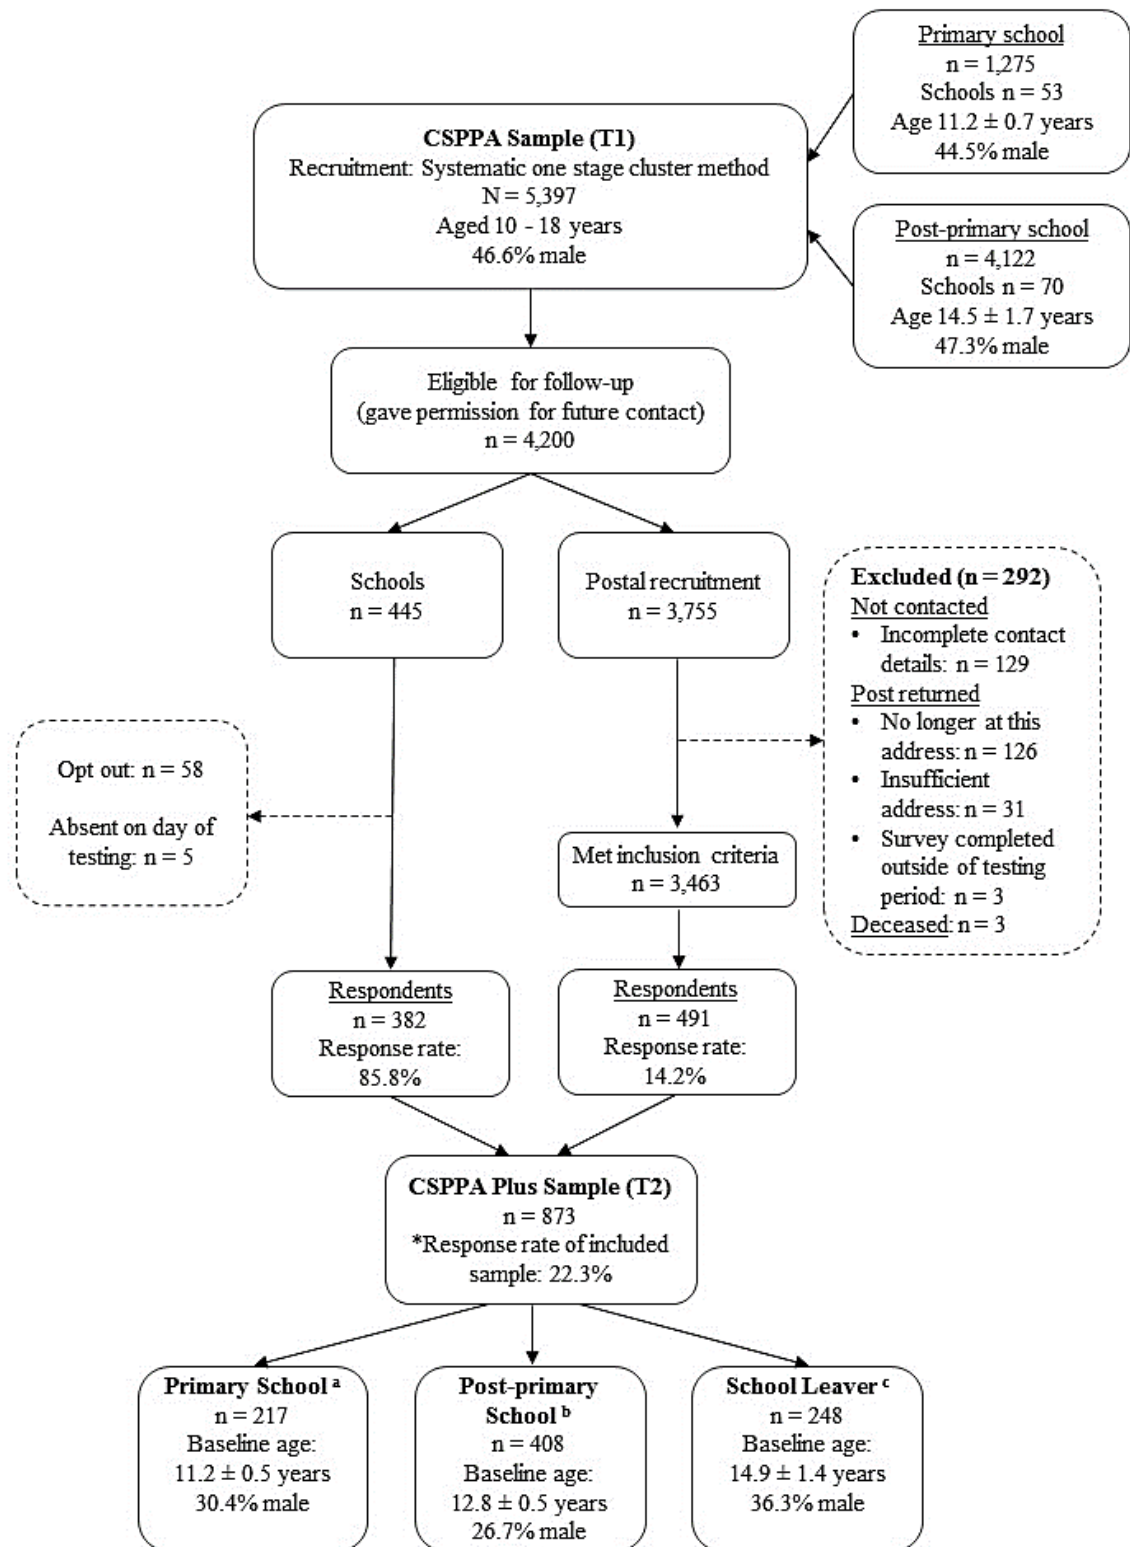 Primary school
n = 1,275
Schools n = 53
Age 11.2 ± 0.7 years
44.5% male
CSPPA Sample (T1)
Recruitment: Systematic one stage cluster method
N = 5,397
Aged 10 - 18 years
46.6% male
Post-primary school
n = 4,122
Schools n = 70
Age 14.5 ± 1.7 years
47.3% male
Eligible for follow-up
(gave permission for future contact)
n = 4,200
Schools
n = 445
Postal recruitment
n = 3,755
Excluded (n = 292)
Not contacted
• Incomplete contact
details: n = 129
Post returned
• No longer at this
address: n = 126
• Insufficient
address: n = 31
• Survey completed
outside of testing
period: n = 3
Deceased: n = 3
Opt out: n = 58
Absent on day of
testing: n = 5
Met inclusion criteria
n = 3,463
Respondents
n = 382
Response rate:
85.8%
Respondents
n = 491
Response rate:
14.2%
CSPPA Plus Sample (T2)
n = 873
*Response rate of included
sample: 22.3%
Primary School a
n = 217
Baseline age:
11.2 ± 0.5 years
30.4% male
Post-primary
School b
n = 408
Baseline age:
12.8 ± 0.5 years
26.7% male
School Leaver c
n = 248
Baseline age:
14.9 ± 1.4 years
36.3% male